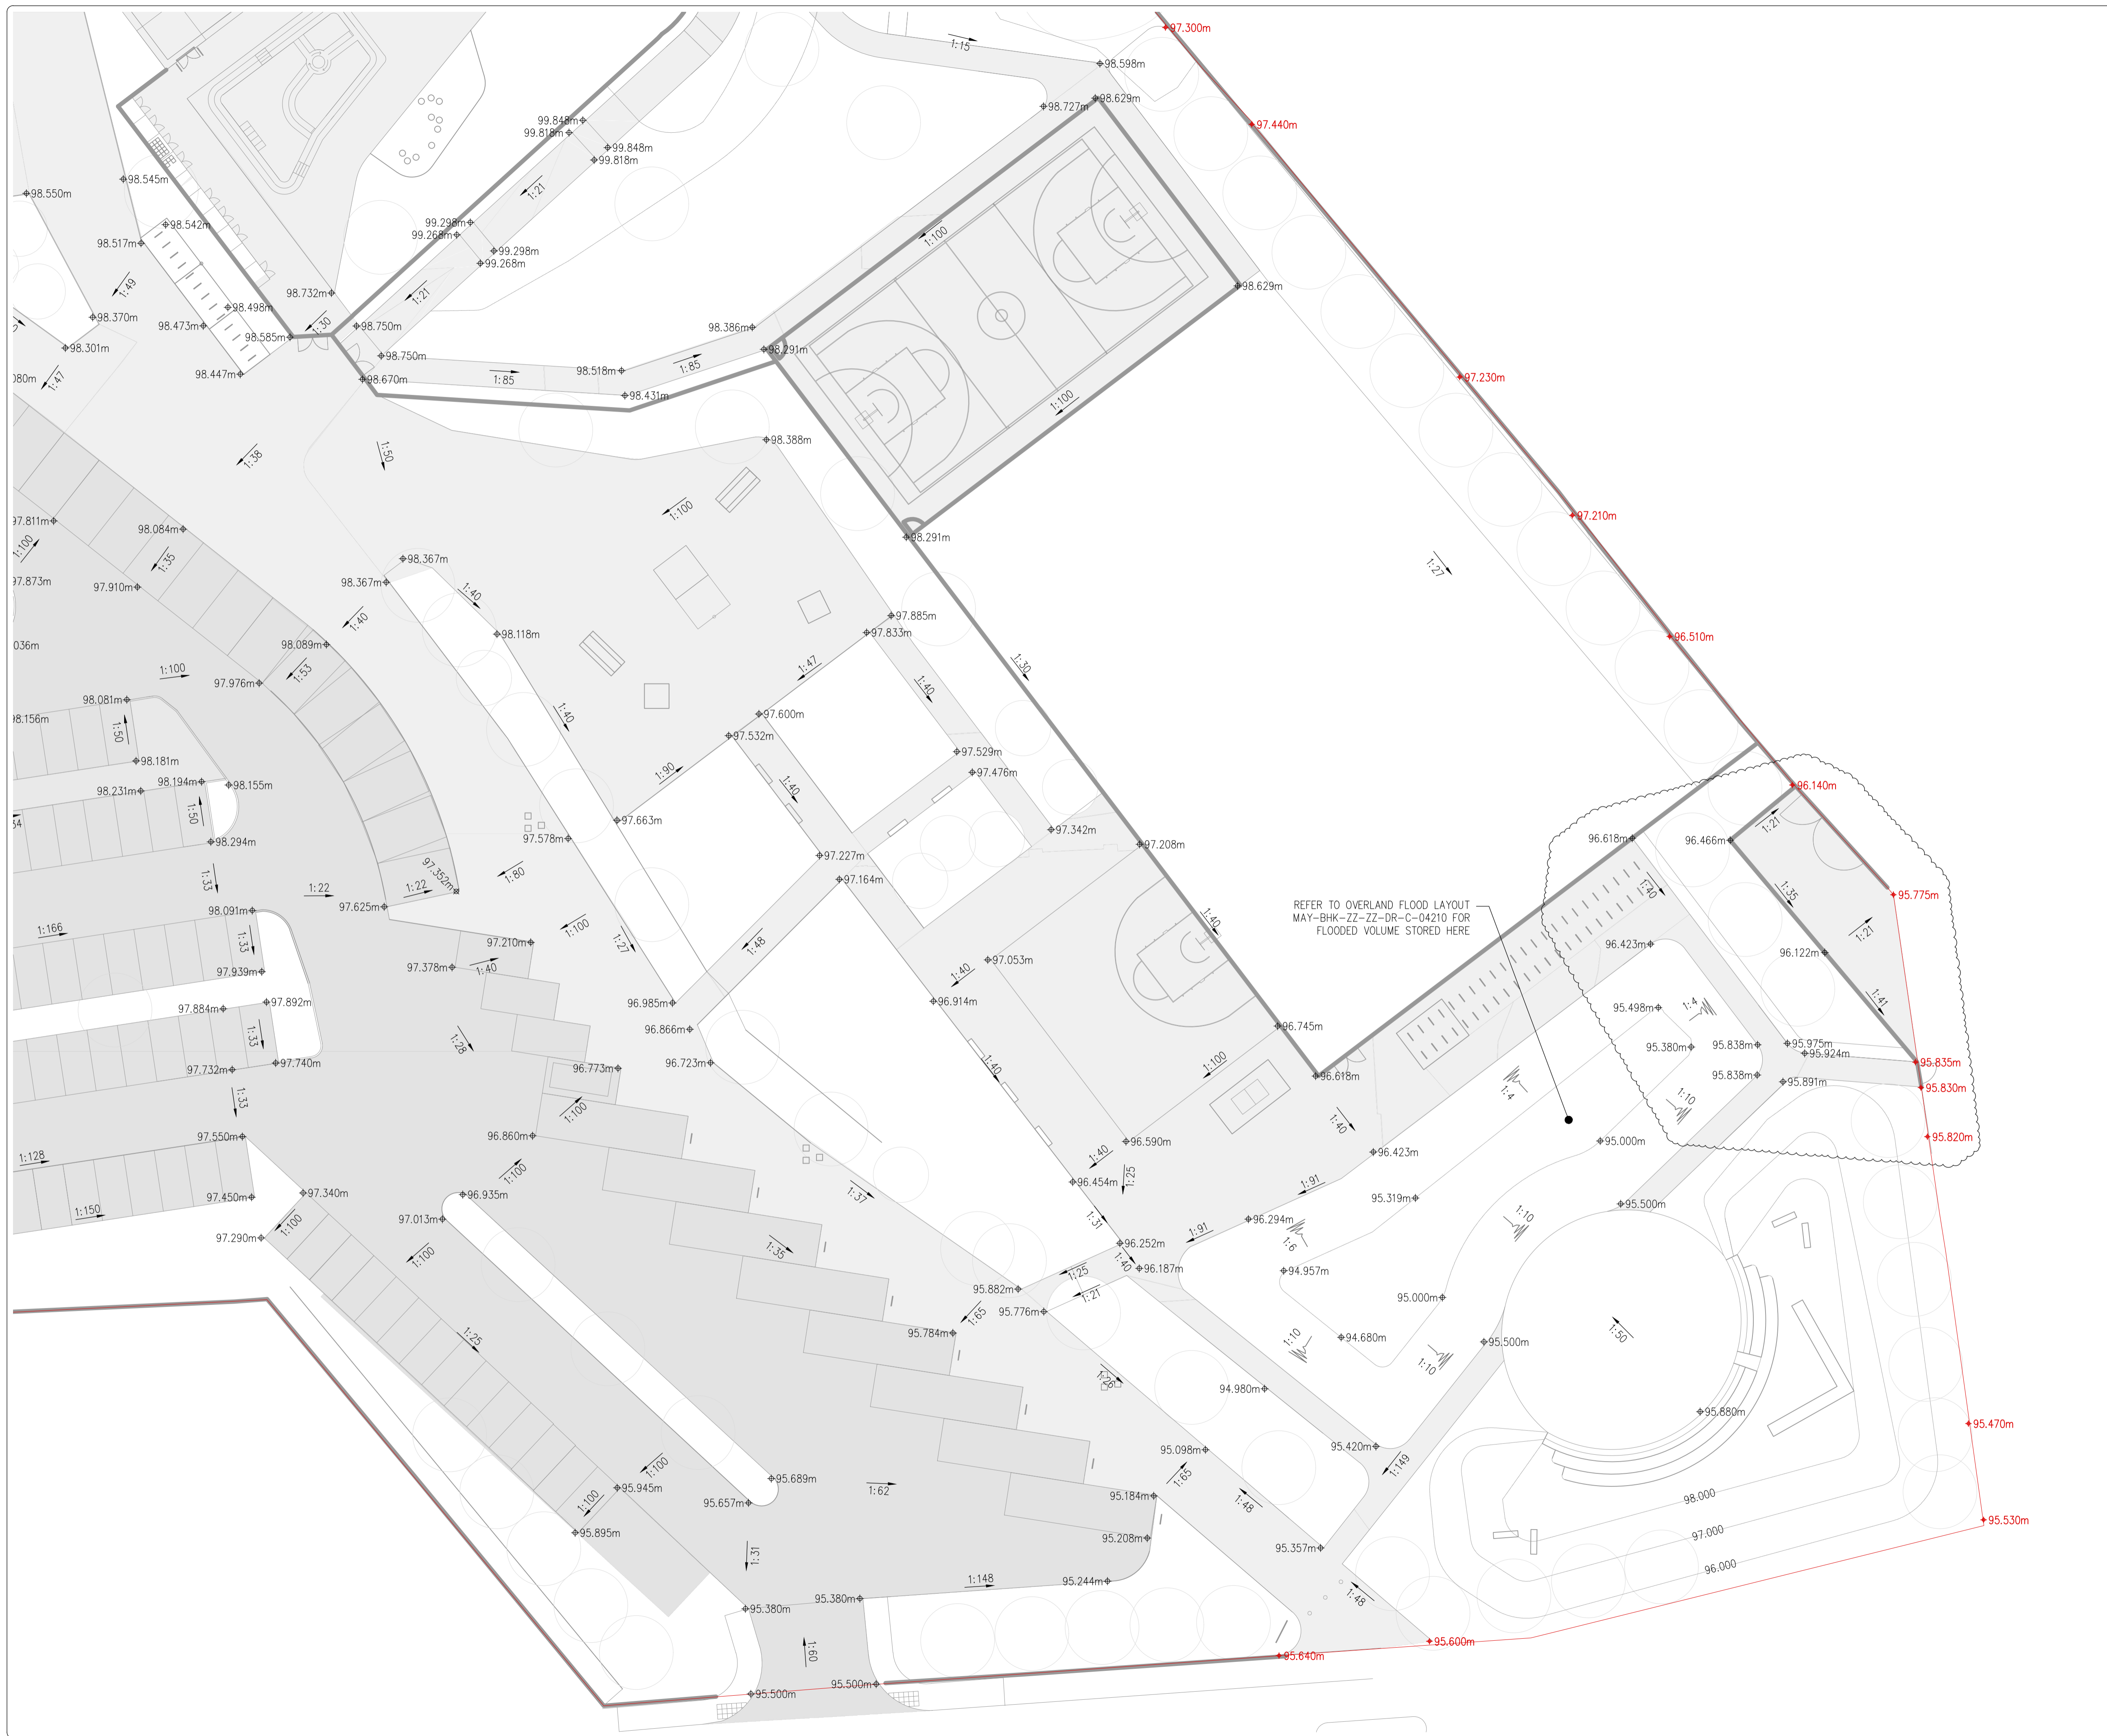 97.300m
1:15
98.598m
98.629m
98.727m
97.440m
99.848m
99.818m
99.848m
99.818m
98.545m
98.550m
1:21
98.542m
98.517m
99.298m
99.268m
99.298m
99.268m
1:100
1:49
98.732m
1:21
98.629m
98.498m
98.370m
98.473m
1:30
98.750m
98.386m
98.585m
98.301m
98.291m
98.750m
1:85
98.447m
1:47
080m
98.670m
1:85
98.518m
97.230m
98.431m
1:100
98.388m
1:38
1:50
1:100
97.811m
98.084m
97.210m
98.291m
1:100
1:35
98.367m
1:27
97.873m
97.910m
98.367m
1:40
97.885m
1:40
98.118m
97.833m
96.510m
036m
98.089m
1:53
1:47
1:30
1:100
97.976m
1:40
98.081m
98.156m
1:40
97.600m
1:50
97.532m
97.529m
98.181m
1:90
97.476m
98.194m
98.155m
98.231m
1:40
96.140m
1:50
97.663m
1:21
34
97.342m
98.294m
97.578m
96.618m
96.466m
97.208m
97.227m
1:33
1:80
97.164m
97.352m
1:40
1:22
1:22
1:35
95.775m
97.625m
REFER TO OVERLAND FLOOD LAYOUT
MAY-BHK-ZZ-ZZ-DR-C-04210 FOR
FLOODED VOLUME STORED HERE
98.091m
1:40
1:100
1:166
1:33
1:27
1:48
1:21
97.210m
96.423m
97.378m
1:40
96.122m
97.053m
97.939m
1:40
96.914m
1:41
96.985m
97.884m
97.892m
95.498m
1:4
96.745m
96.866m
1:33
1:28
95.380m
95.838m
95.975m
95.924m
97.732m
97.740m
96.723m
96.773m
1:40
1:100
95.835m
96.618m
95.838m
95.891m
1:4
95.830m
1:33
1:100
1:10
1:40
97.550m
96.860m
96.590m
95.000m
95.820m
1:128
1:40
96.423m
1:100
1:25
96.454m
1:37
1:91
97.340m
96.935m
97.450m
95.319m
95.500m
1:150
1:100
97.013m
1:31
96.294m
1:10
97.290m
1:91
1:6
1:100
1:35
96.252m
1:40
94.957m
96.187m
1:25
95.882m
1:21
95.000m
95.776m
1:65
1:50
95.784m
1:25
1:10
94.680m
95.500m
1:10
1:26
94.980m
95.880m
95.470m
95.420m
95.098m
1:149
1:100
1:65
95.689m
1:62
95.945m
1:48
98.000
95.184m
1:100
95.657m
95.530m
95.895m
97.000
95.208m
95.357m
1:31
96.000
1:148
95.244m
1:48
95.380m
95.380m
1:60
95.600m
95.640m
95.500m
95.500m